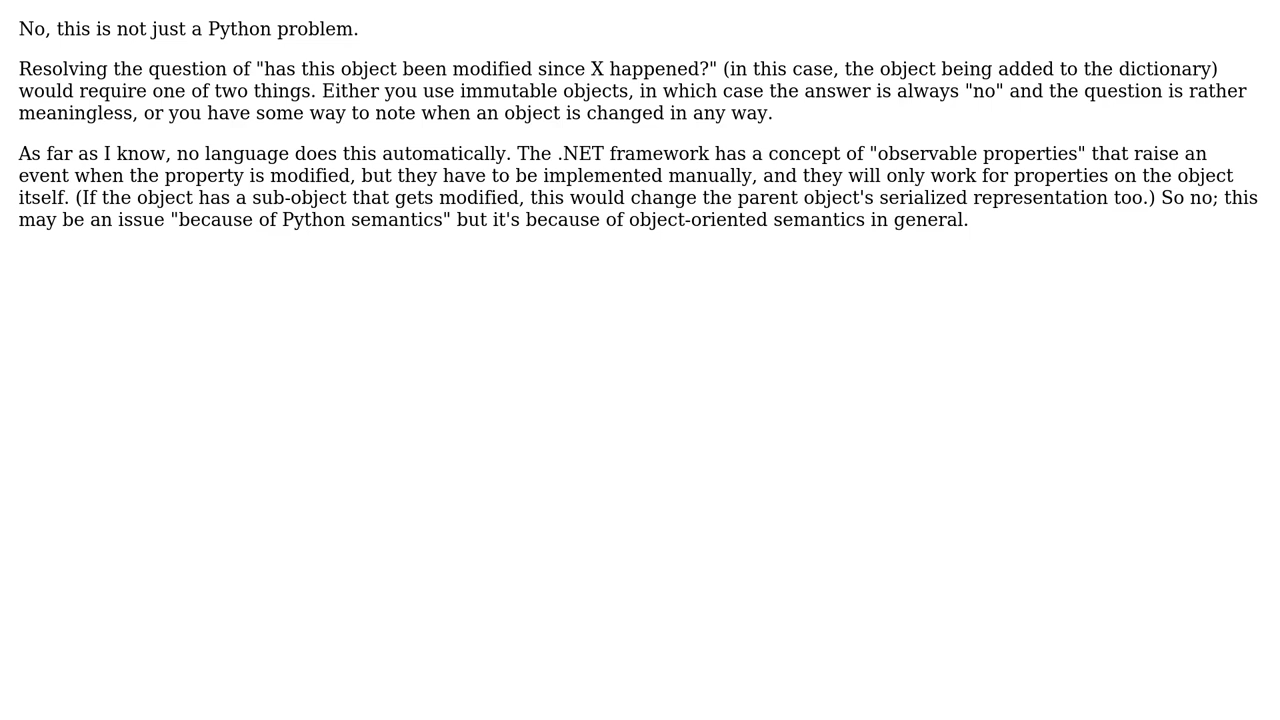 No, this is not just a Python problem.
Resolving the question of "has this object been modified since X happened?" (in this case, the object being added to the dictionary)
would require one of two things. Either you use immutable objects, in which case the answer is always "no" and the question is rather
meaningless, or you have some way to note when an object is changed in any way.
As far as I know, no language does this automatically. The .NET framework has a concept of "observable properties" that raise an
event when the property is modified, but they have to be implemented manually, and they will only work for properties on the object
itself. (If the object has a sub-object that gets modified, this would change the parent object's serialized representation too.) So no; this
may be an issue "because of Python semantics" but it's because of object-oriented semantics in general.